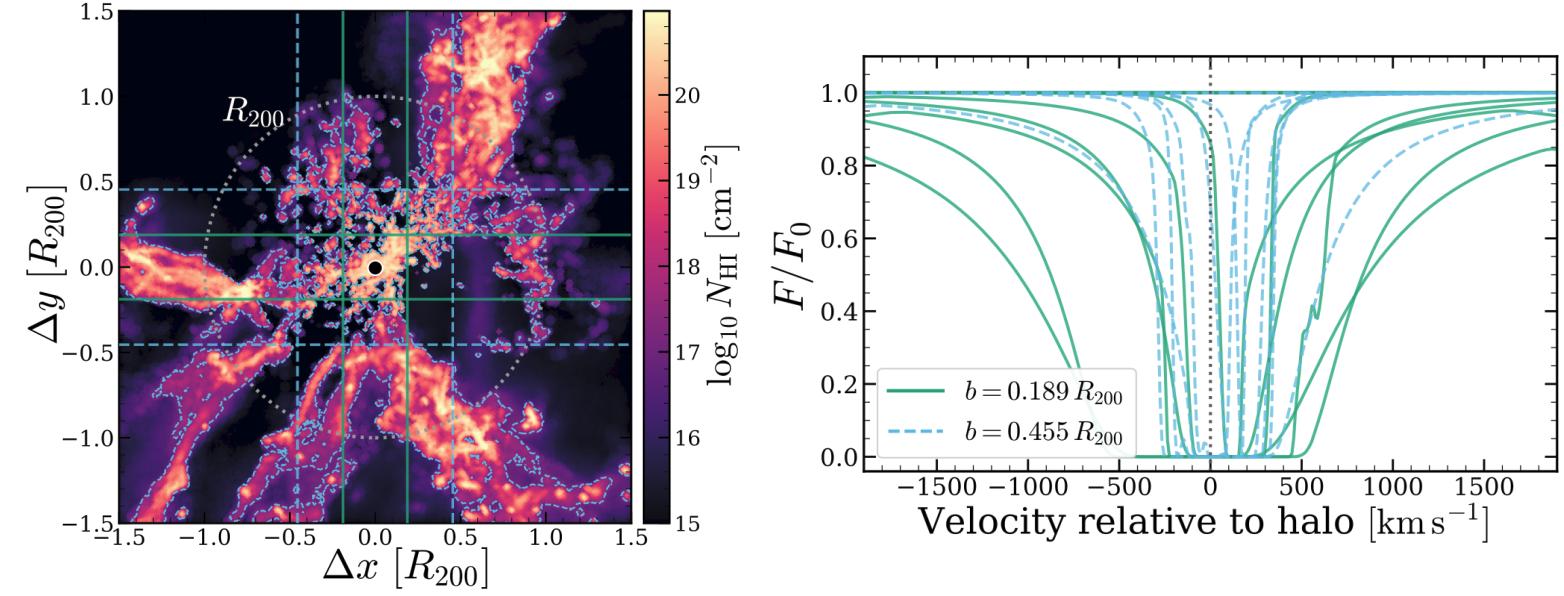 1.5
1.0
0.5
0.0
−0.5
−1.0
−1.5
Δy [R₂₀₀]
R₂₀₀
−1.5 −1.0 −0.5 0.0 0.5 1.0 1.5
Δx [R₂₀₀]
20
19
18
17
16
15
log₁₀ N_HI [cm⁻²]
1.0
0.8
0.6
0.4
0.2
0.0
F/F₀
b = 0.189 R₂₀₀
b = 0.455 R₂₀₀
−1500 −1000 −500 0 500 1000 1500
Velocity relative to halo [km s⁻¹]